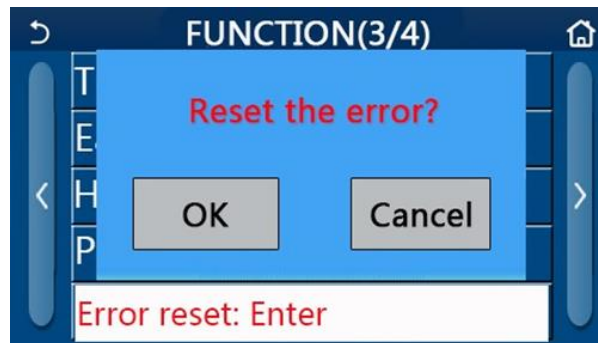 FUNCTION(3/4)
T
Reset the error?
E
H
OK
Cancel
P
Error reset: Enter